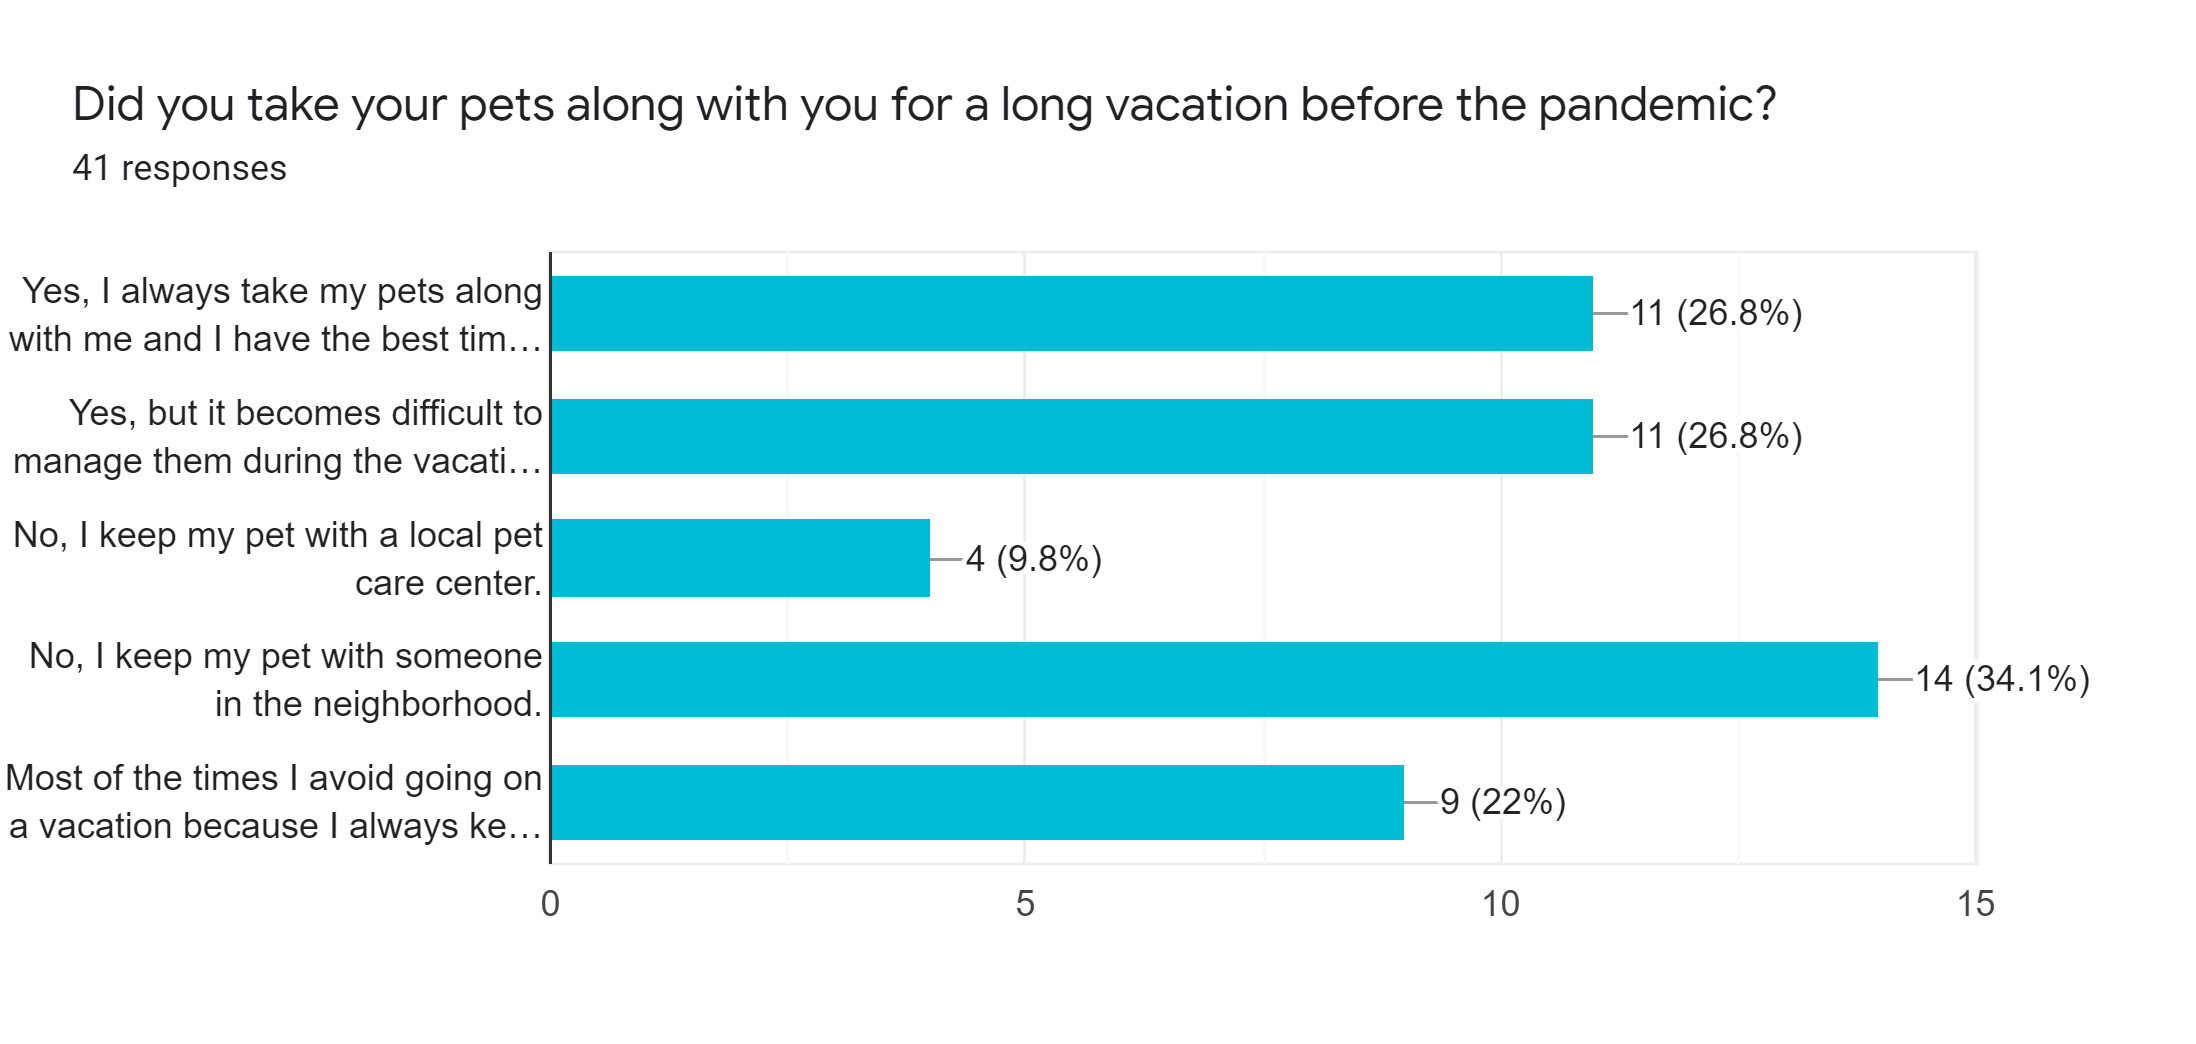 Did you take your pets along with you for a long vacation before the pandemic?
41 responses
Yes, I always take my pets along
with me and I have the best tim…
11 (26.8%)
Yes, but it becomes difficult to
manage them during the vacati…
11 (26.8%)
No, I keep my pet with a local pet
care center.
4 (9.8%)
No, I keep my pet with someone
in the neighborhood.
14 (34.1%)
Most of the times I avoid going on
a vacation because I always ke…
9 (22%)
0 5 10 15